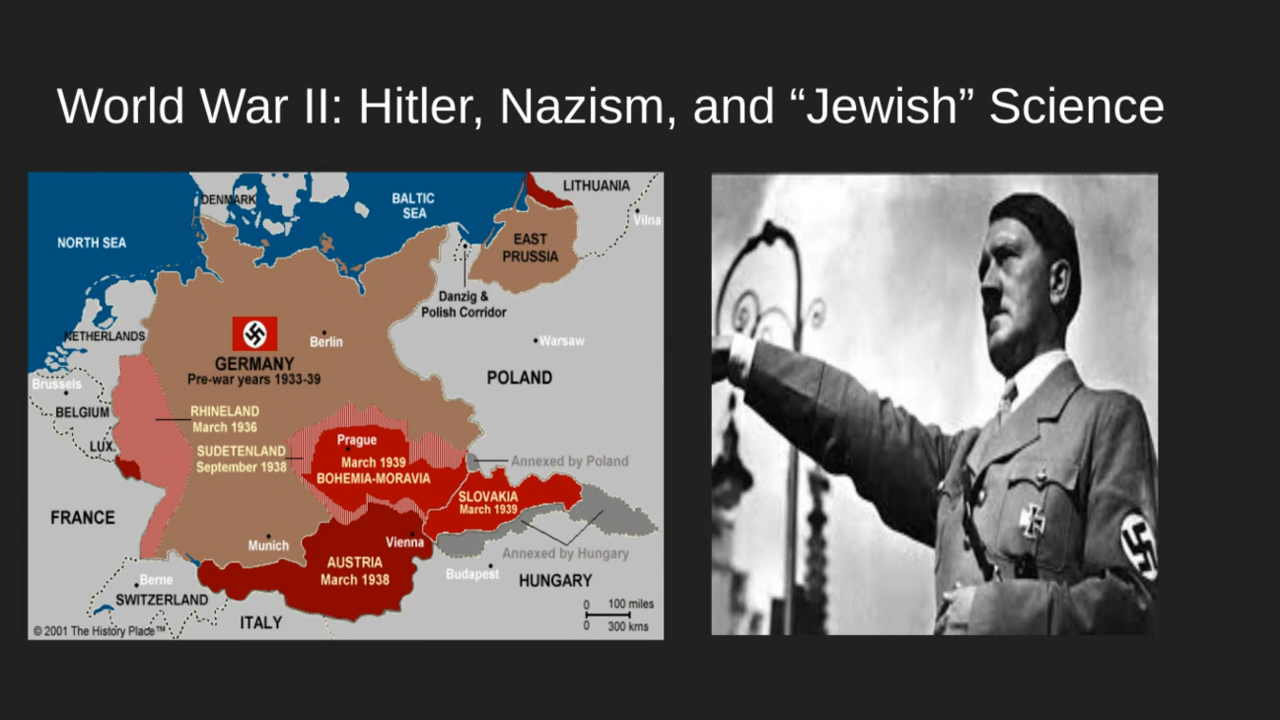 World War II: Hitler, Nazism, and “Jewish” Science
DENMARK
BALTIC
SEA
LITHUANIA
Vilna
NORTH SEA
EAST
PRUSSIA
Danzig &
Polish Corridor
NETHERLANDS
Berlin
Warsaw
GERMANY
Pre-war years 1933-39
POLAND
Brussels
BELGIUM
RHINELAND
March 1936
LUX.
SUDETENLAND
September 1938
Prague
March 1939
BOHEMIA-MORAVIA
Annexed by Poland
SLOVAKIA
March 1939
FRANCE
Munich
Vienna
AUSTRIA
March 1938
Annexed by Hungary
Budapest
HUNGARY
Berne
SWITZERLAND
ITALY
0 100 miles
0 300 kms
© 2001 The History Place™